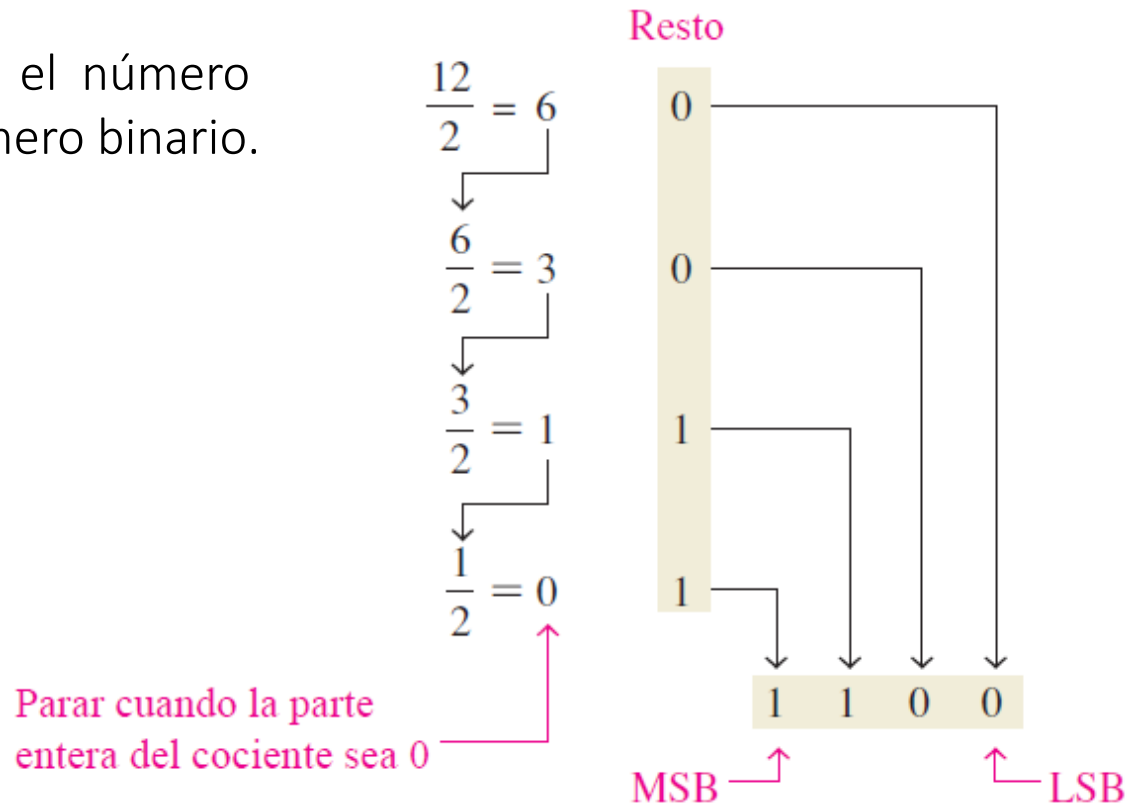 el número
nero binario.
Resto
12/2 = 6 0
6/2 = 3 0
3/2 = 1 1
1/2 = 0 1
Parar cuando la parte
entera del cociente sea 0
1 1 0 0
MSB LSB